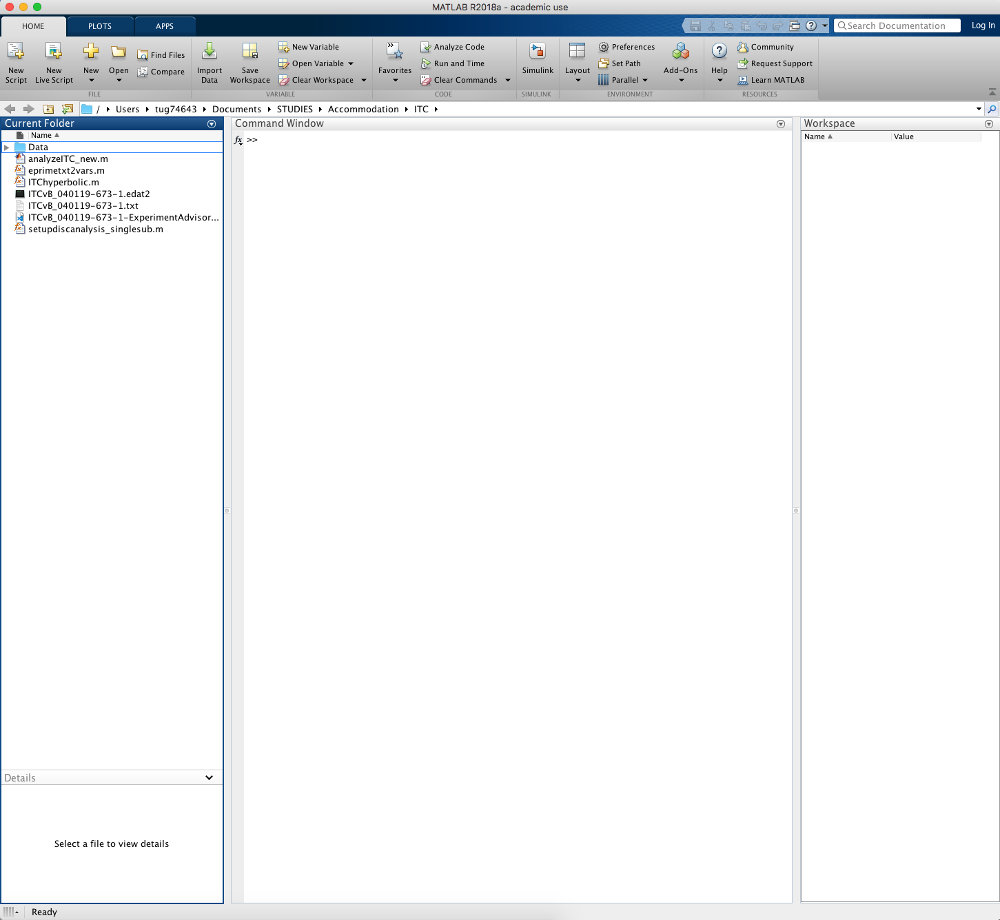 MATLAB R2018a - academic use
HOME PLOTS APPS
Search Documentation Log In
New Script
New Live Script
New
Open
Find Files
Compare
FILE
Import Data
Save Workspace
New Variable
Open Variable
Clear Workspace
VARIABLE
Favorites
Analyze Code
Run and Time
Clear Commands
CODE
Simulink
SIMULINK
Layout
Preferences
Set Path
Parallel
Add-Ons
ENVIRONMENT
Help
Community
Request Support
Learn MATLAB
RESOURCES
/ Users tug74643 Documents STUDIES Accommodation ITC
Current Folder
Name
Data
analyzeITC_new.m
eprimetxt2vars.m
ITChyperbolic.m
ITCvB_040119-673-1.edat2
ITCvB_040119-673-1.txt
ITCvB_040119-673-1-ExperimentAdvisor...
setupdiscanalysis_singlesub.m
Details
Select a file to view details
Command Window
fx >>
Workspace
Name Value
Ready